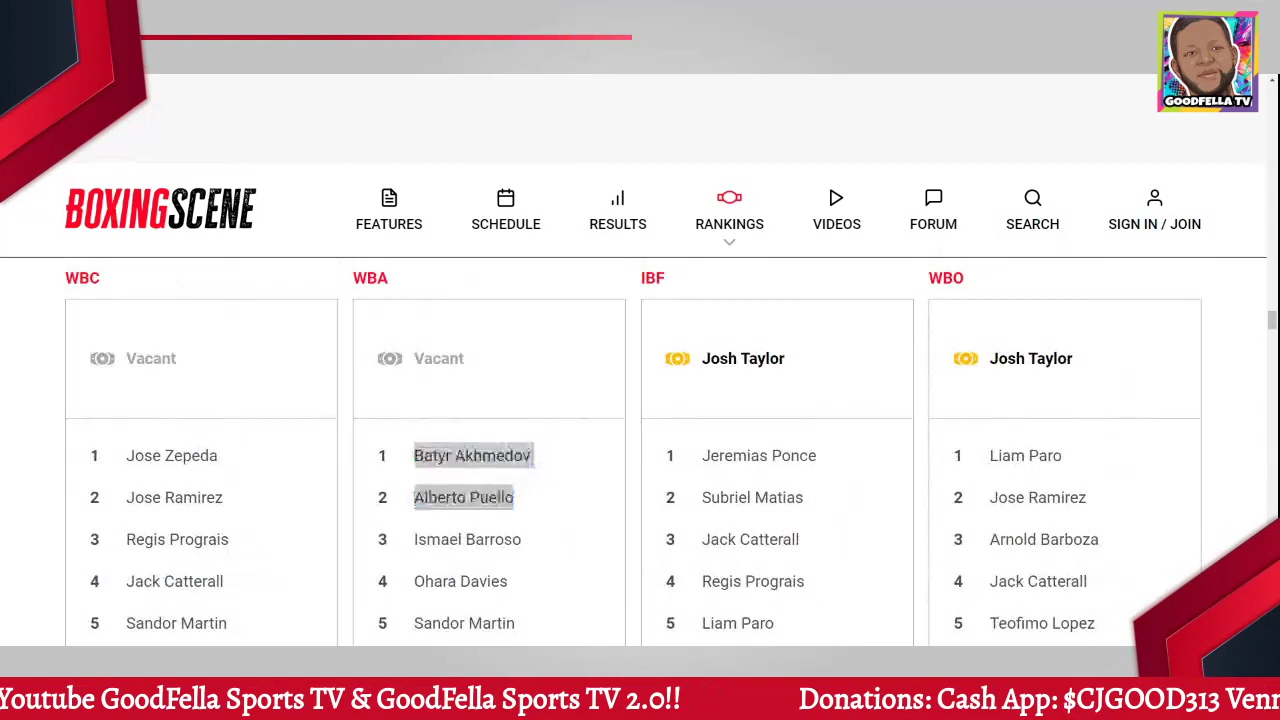 GOODFELLA TV
BOXINGSCENE
FEATURES
SCHEDULE
RESULTS
RANKINGS
VIDEOS
FORUM
SEARCH
SIGN IN / JOIN
WBC
Vacant
1 Jose Zepeda
2 Jose Ramirez
3 Regis Prograis
4 Jack Catterall
5 Sandor Martin
WBA
Vacant
1 Batyr Akhmedov
2 Alberto Puello
3 Ismael Barroso
4 Ohara Davies
5 Sandor Martin
IBF
Josh Taylor
1 Jeremias Ponce
2 Subriel Matias
3 Jack Catterall
4 Regis Prograis
5 Liam Paro
WBO
Josh Taylor
1 Liam Paro
2 Jose Ramirez
3 Arnold Barboza
4 Jack Catterall
5 Teofimo Lopez
Youtube GoodFella Sports TV & GoodFella Sports TV 2.0!! Donations: Cash App: $CJGOOD313